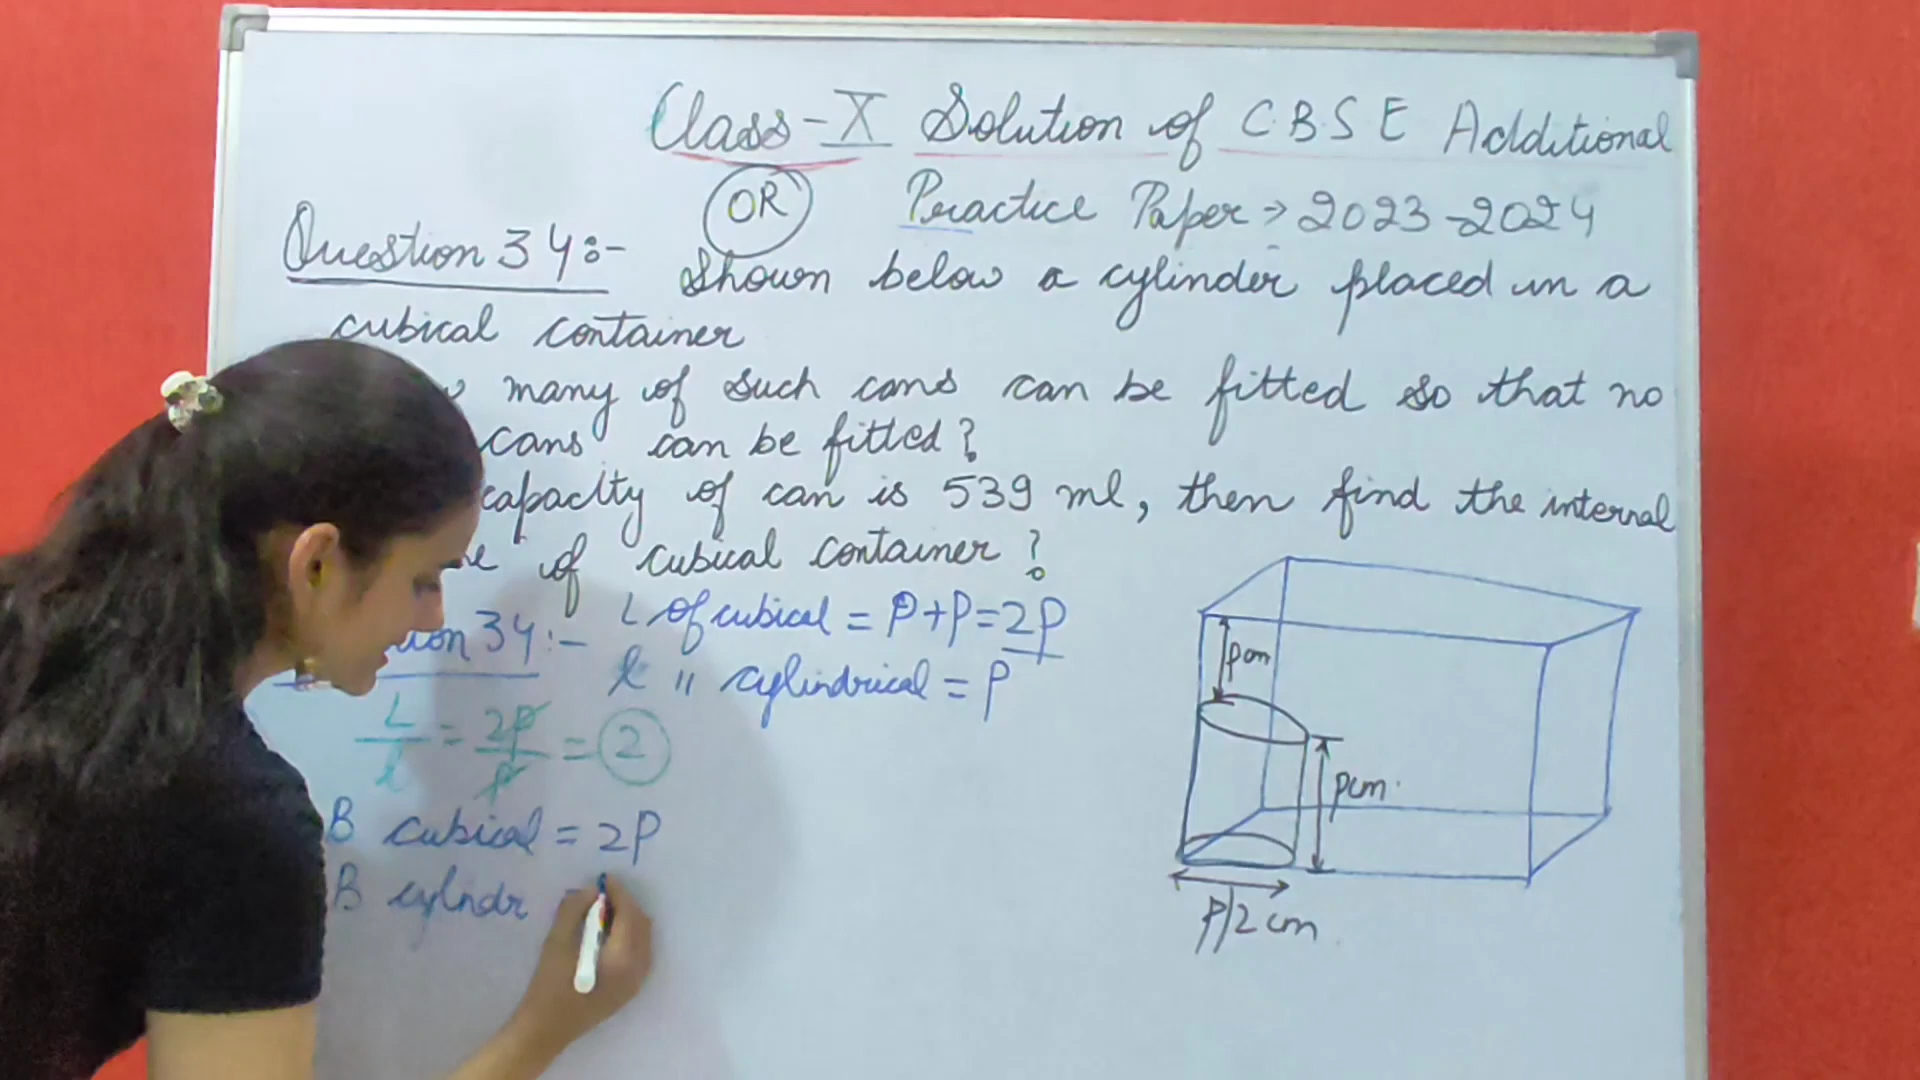 Class-X Solution of C.B.S.E Additional
OR Practice Paper → 2023-2024
Question 34:- Shown below a cylinder placed in a
cubical container
many of such cans can be fitted so that no
cans can be fitted?
capacity of can is 539 ml, then find the internal
of cubical container?
34:- L of cubical = P+P=2P
l " cylindrical = P
L/l = 2P/P = 2
B cubical = 2P
B cylndr =
pcm
pcm.
P/2 cm